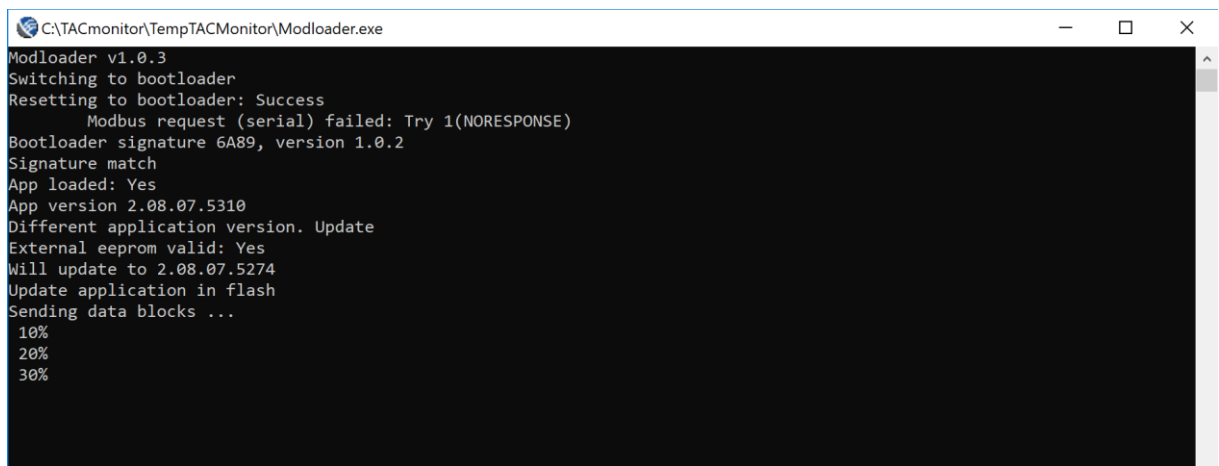 C:\TACmonitor\TempTACMonitor\Modloader.exe
Modloader v1.0.3
Switching to bootloader
Resetting to bootloader: Success
Modbus request (serial) failed: Try 1(NORESPONSE)
Bootloader signature 6A89, version 1.0.2
Signature match
App loaded: Yes
App version 2.08.07.5310
Different application version. Update
External eeprom valid: Yes
Will update to 2.08.07.5274
Update application in flash
Sending data blocks ...
10%
20%
30%